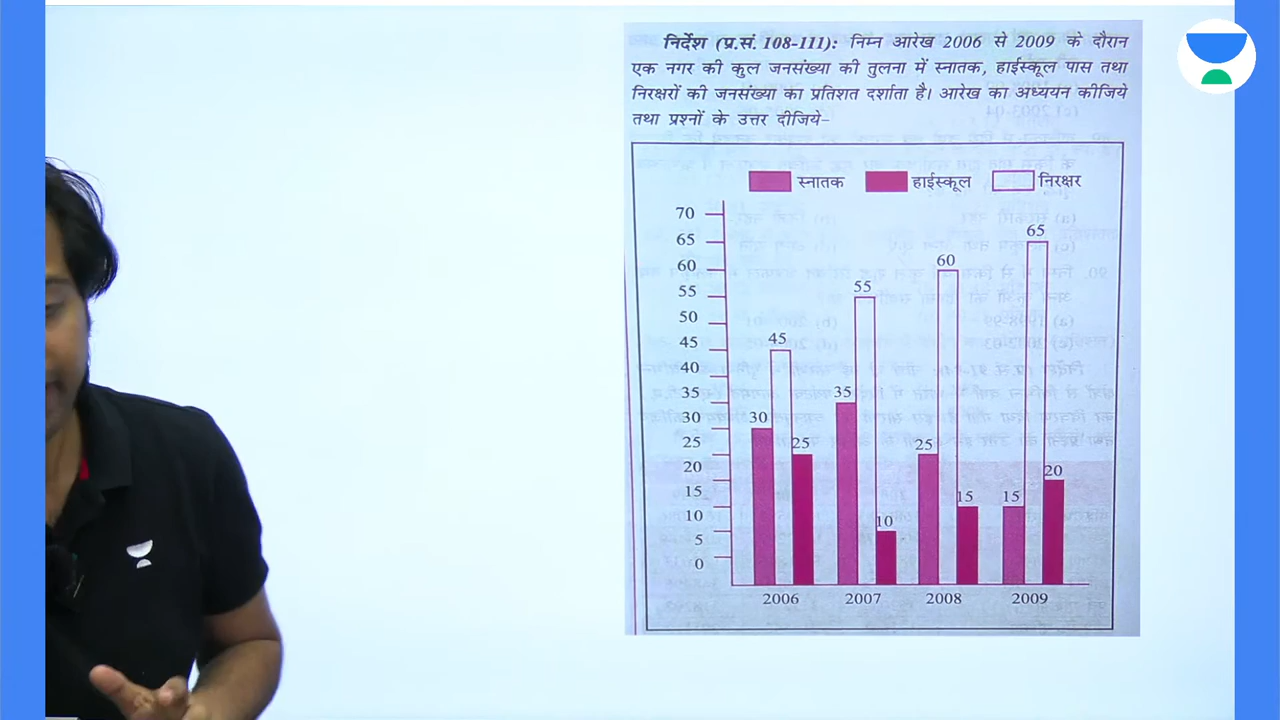 निर्देश (प्र.सं. 108-111): निम्न आरेख 2006 से 2009 के दौरान
एक नगर की कुल जनसंख्या की तुलना में स्नातक, हाईस्कूल पास तथा
निरक्षरों की जनसंख्या का प्रतिशत दर्शाता है। आरेख का अध्ययन कीजिये
तथा प्रश्नों के उत्तर दीजिये–
स्नातक हाईस्कूल निरक्षर
70
65
60
55
50
45
40
35
30
25
20
15
10
5
0
30 45 25
35 55 10
25 60 15
15 65 20
2006 2007 2008 2009